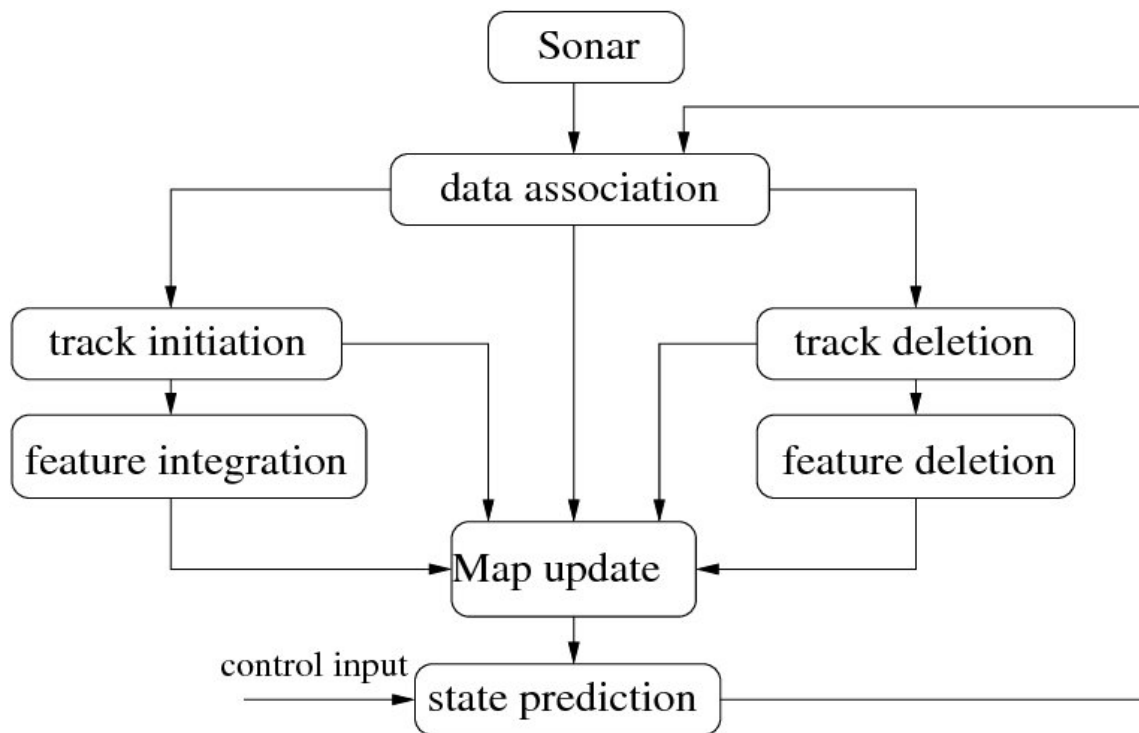 Sonar
data association
track initiation
track deletion
feature integration
feature deletion
Map update
control input
state prediction